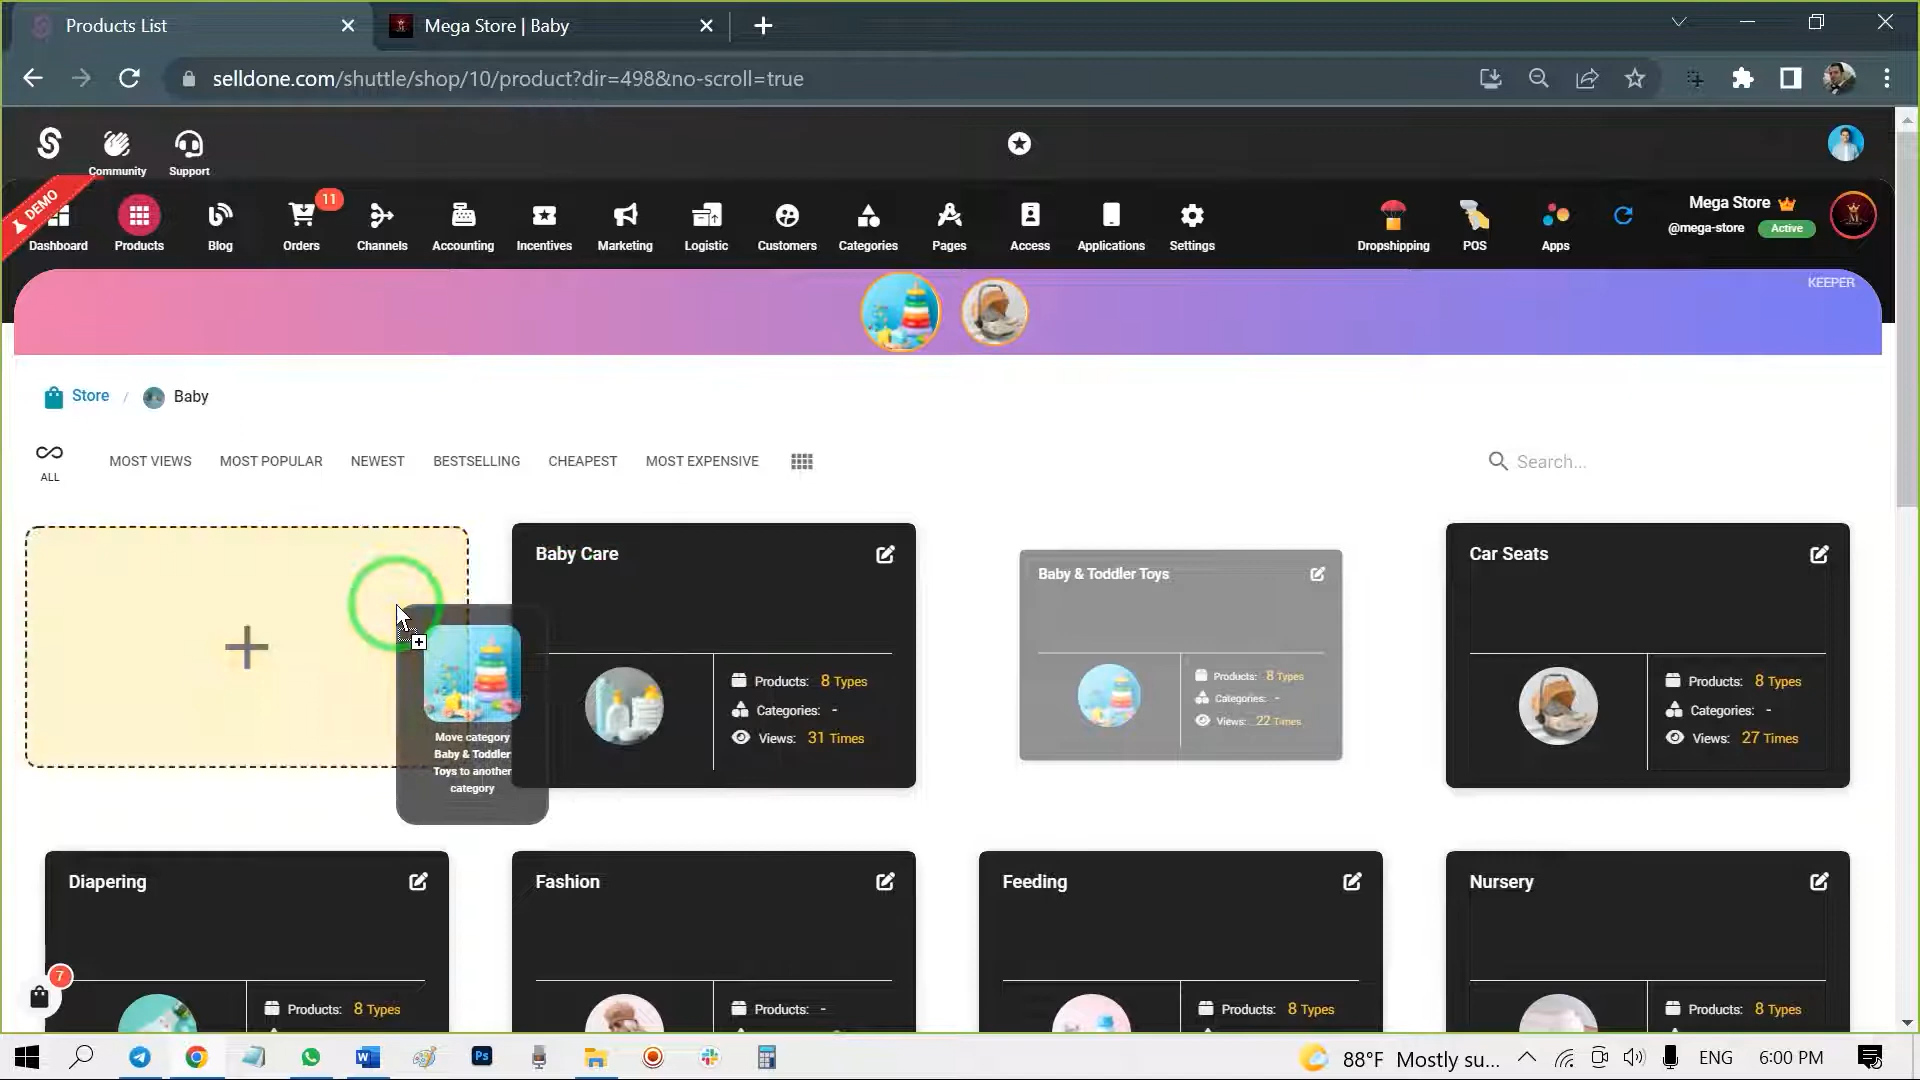 Products List
Mega Store | Baby
selldone.com/shuttle/shop/10/product?dir=498&no-scroll=true
Community
Support
DEMO
Dashboard
Products
Blog
11
Orders
Channels
Accounting
Incentives
Marketing
Logistic
Customers
Categories
Pages
Access
Applications
Settings
Dropshipping
POS
Apps
Mega Store
@mega-store
Active
KEEPER
Store / Baby
ALL
MOST VIEWS
MOST POPULAR
NEWEST
BESTSELLING
CHEAPEST
MOST EXPENSIVE
Search...
Baby Care
Products: 8 Types
Categories: -
Views: 31 Times
Baby & Toddler Toys
Products: 8 Types
Categories: -
Views: 22 Times
Car Seats
Products: 8 Types
Categories: -
Views: 27 Times
Move category
Baby & Toddler
Toys to another
category
Diapering
Products: 8 Types
Fashion
Products: -
Feeding
Products: 8 Types
Nursery
Products: 8 Types
7
88°F Mostly su...
ENG
6:00 PM